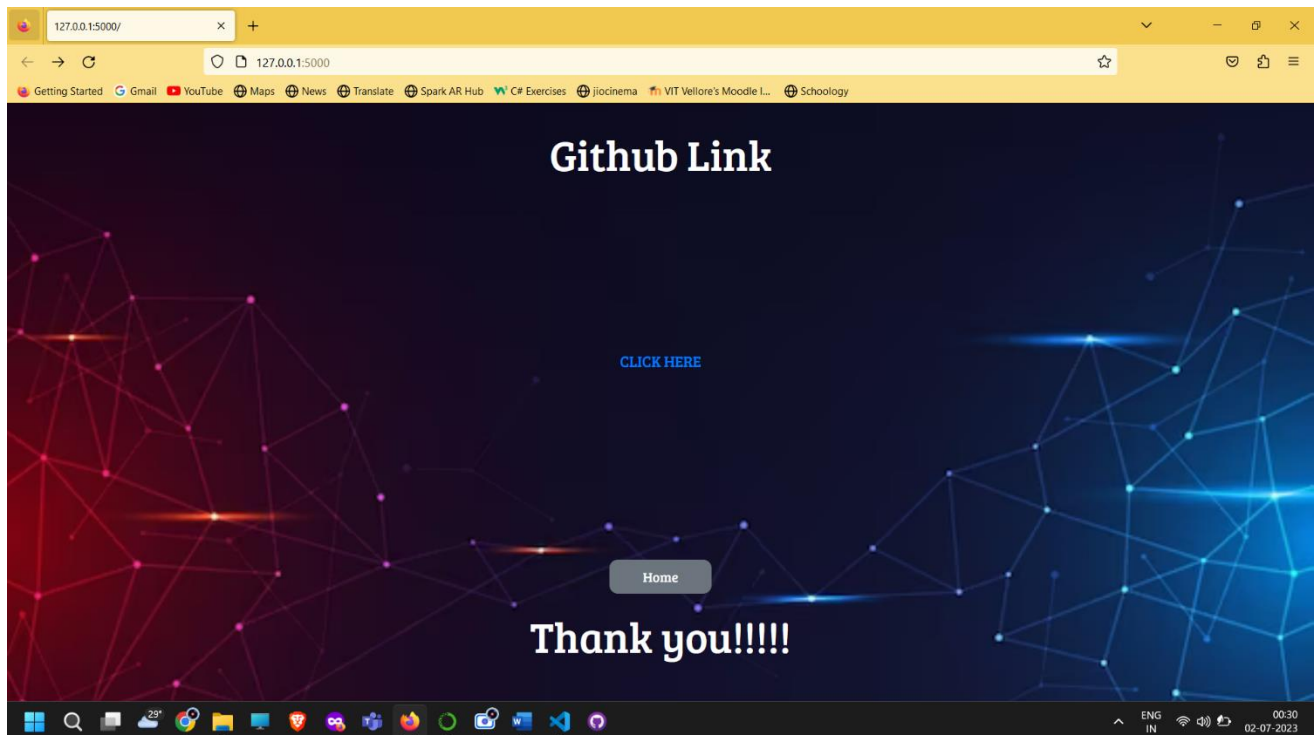 127.0.0.1:5000/
127.0.0.1:5000
Getting Started Gmail YouTube Maps News Translate Spark AR Hub C# Exercises jiocinema VIT Vellore's Moodle l... Schoology
Github Link
CLICK HERE
Home
Thank you!!!!!
29°
ENG
IN
00:30
02-07-2023